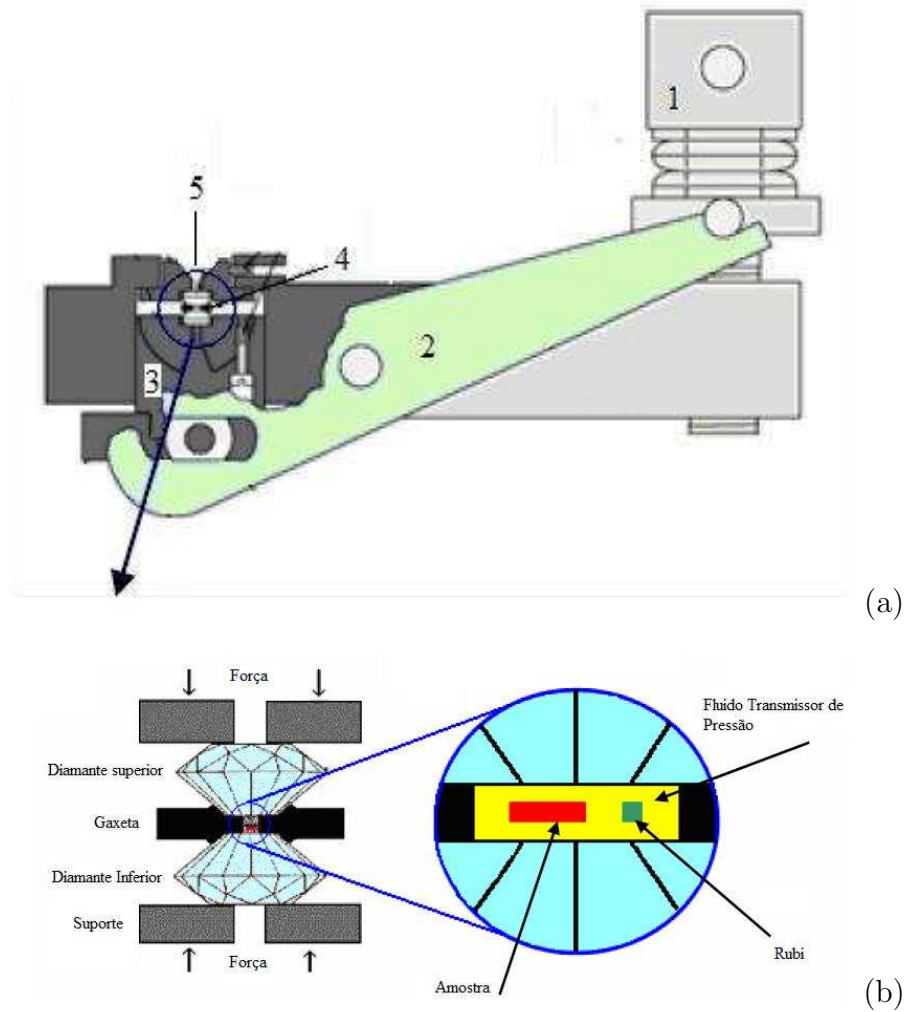 1
5
4
2
3
(a)
Força
Diamante superior
Gaxeta
Diamante Inferior
Suporte
Força
Fluido Transmissor de
Pressão
Rubi
Amostra
(b)